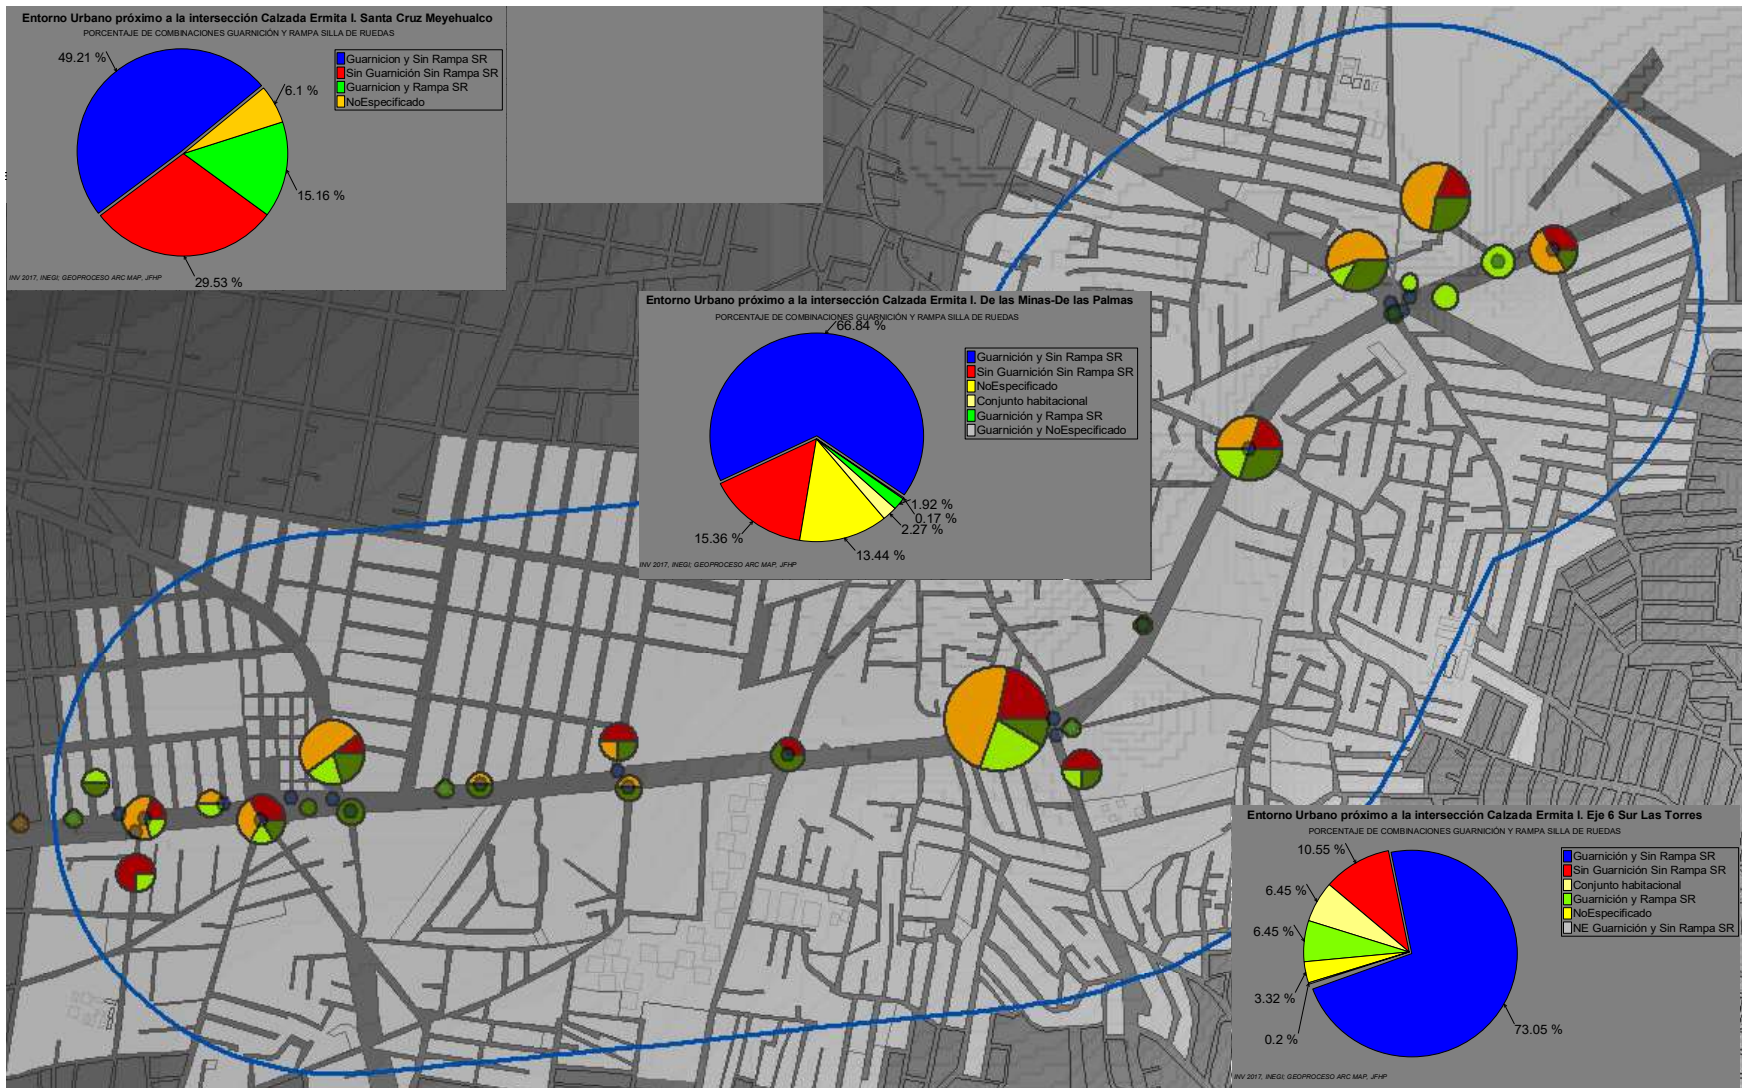 Entorno Urbano próximo a la intersección Calzada Ermita I. Santa Cruz Meyehualco
PORCENTAJE DE COMBINACIONES GUARNICIÓN Y RAMPA SILLA DE RUEDAS
49.21 %
6.1 %
15.16 %
29.53 %
Guarnicion y Sin Rampa SR
Sin Guarnición Sin Rampa SR
Guarnicion y Rampa SR
NoEspecificado
INV 2017, INEGI; GEOPROCESO ARC MAP, JFHP
Entorno Urbano próximo a la intersección Calzada Ermita I. De las Minas-De las Palmas
PORCENTAJE DE COMBINACIONES GUARNICIÓN Y RAMPA SILLA DE RUEDAS
66.84 %
1.92 %
0.17 %
2.27 %
13.44 %
15.36 %
Guarnición y Sin Rampa SR
Sin Guarnición Sin Rampa SR
NoEspecificado
Conjunto habitacional
Guarnición y Rampa SR
Guarnición y NoEspecificado
INV 2017, INEGI; GEOPROCESO ARC MAP, JFHP
Entorno Urbano próximo a la intersección Calzada Ermita I. Eje 6 Sur Las Torres
PORCENTAJE DE COMBINACIONES GUARNICIÓN Y RAMPA SILLA DE RUEDAS
10.55 %
6.45 %
6.45 %
3.32 %
0.2 %
73.05 %
Guarnición y Sin Rampa SR
Sin Guarnición Sin Rampa SR
Conjunto habitacional
Guarnición y Rampa SR
NoEspecificado
NE Guarnición y Sin Rampa SR
INV 2017, INEGI; GEOPROCESO ARC MAP, JFHP